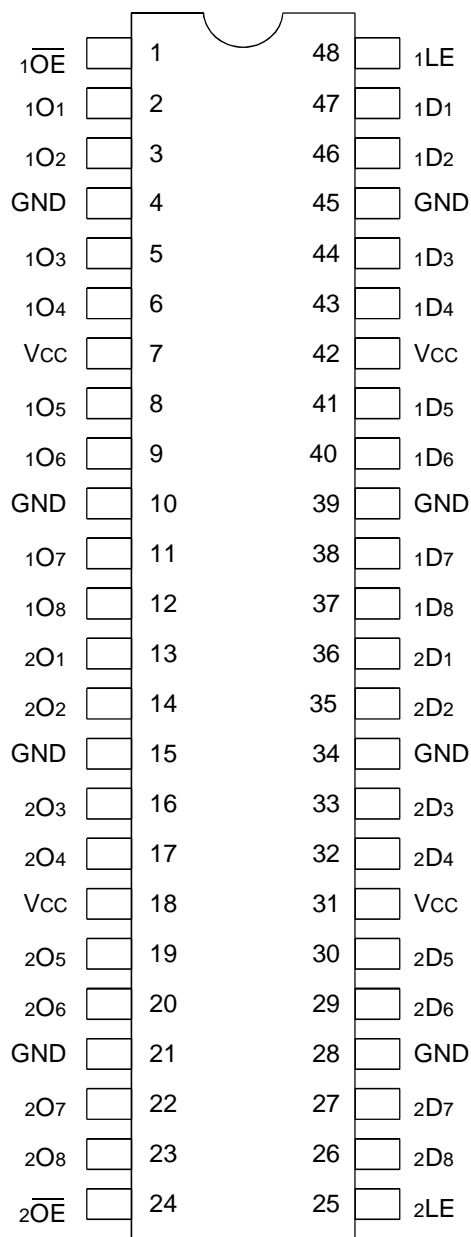 1OE 1 48 1LE
1O1 2 47 1D1
1O2 3 46 1D2
GND 4 45 GND
1O3 5 44 1D3
1O4 6 43 1D4
VCC 7 42 VCC
1O5 8 41 1D5
1O6 9 40 1D6
GND 10 39 GND
1O7 11 38 1D7
1O8 12 37 1D8
2O1 13 36 2D1
2O2 14 35 2D2
GND 15 34 GND
2O3 16 33 2D3
2O4 17 32 2D4
VCC 18 31 VCC
2O5 19 30 2D5
2O6 20 29 2D6
GND 21 28 GND
2O7 22 27 2D7
2O8 23 26 2D8
2OE 24 25 2LE